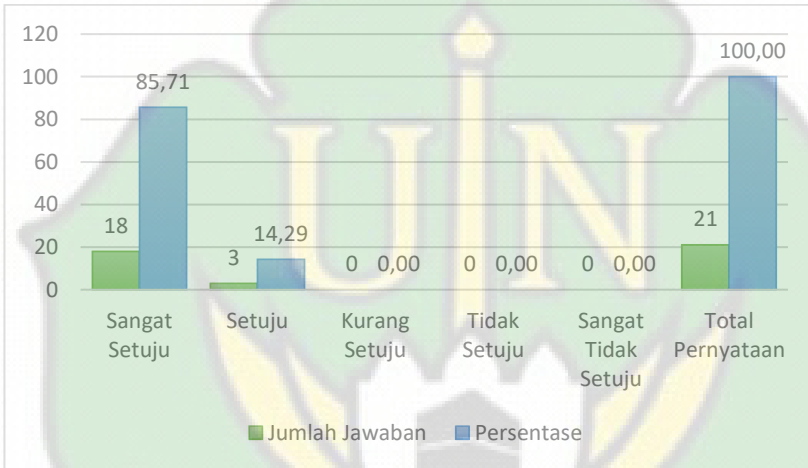 120
100
80
60
40
20
0
85,71
18
3
14,29
0 0,00
0 0,00
0 0,00
100,00
21
Sangat
Setuju
Setuju
Kurang
Setuju
Tidak
Setuju
Sangat
Tidak
Setuju
Total
Pernyataan
Jumlah Jawaban Persentase
UIN